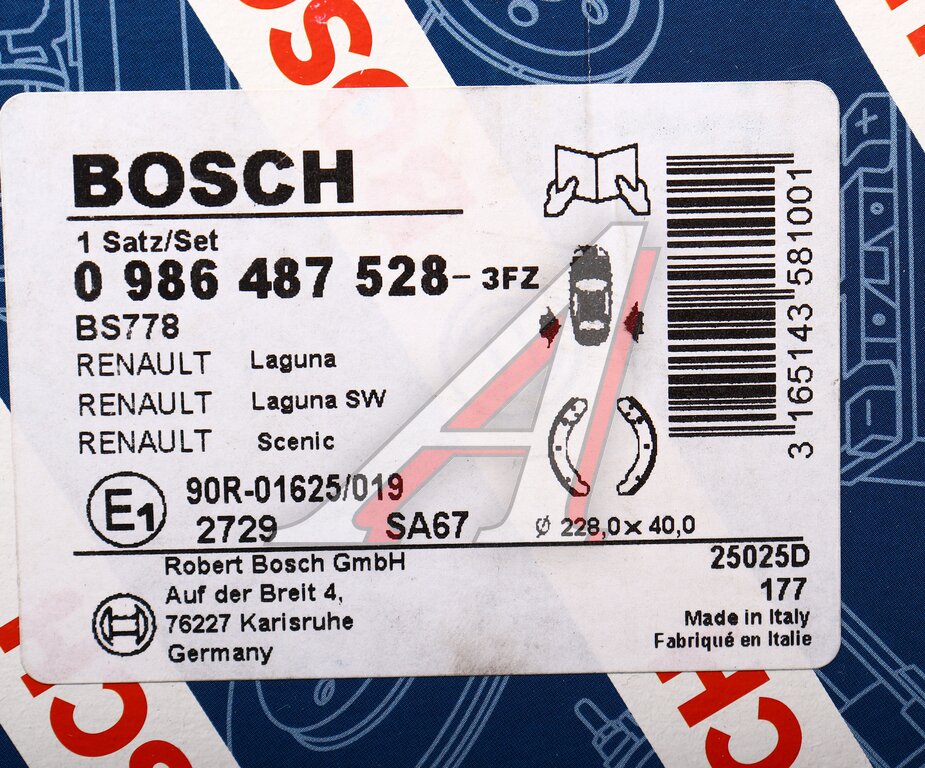 BOSCH
1 Satz/Set
0 986 487 528-3FZ
BS778
RENAULT Laguna
RENAULT Laguna SW
RENAULT Scenic
E1 90R-01625/019
2729 SA67
Ø 228,0 x 40,0
3 165143 581001
Robert Bosch GmbH
Auf der Breit 4,
76227 Karisruhe
Germany
25025D
177
Made in Italy
Fabriqué en Italie